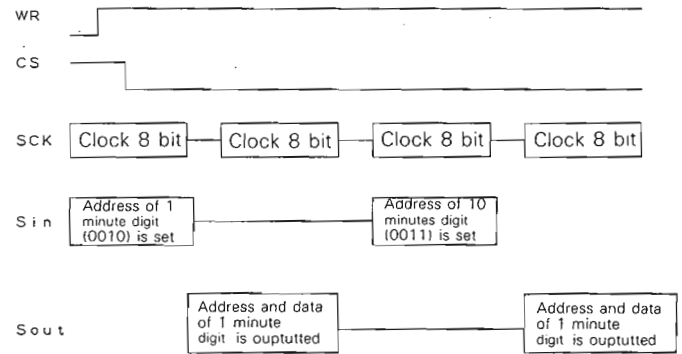 WR
CS
SCK Clock 8 bit Clock 8 bit Clock 8 bit Clock 8 bit
Sin
Address of 1
minute digit
(0010) is set
Address of 10
minutes digit
(0011) is set
Sout
Address and data
of 1 minute
digit is ouptutted
Address and data
of 1 minute
digit is ouptutted